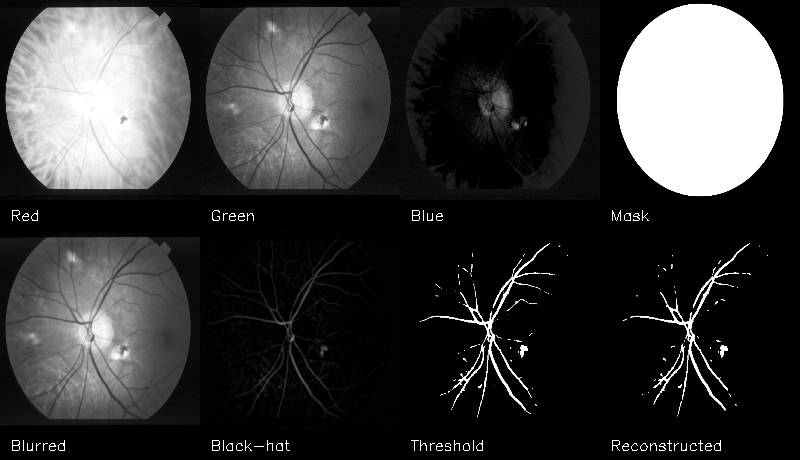 Red
Green
Blue
Mask
Blurred
Black-hat
Threshold
Reconstructed